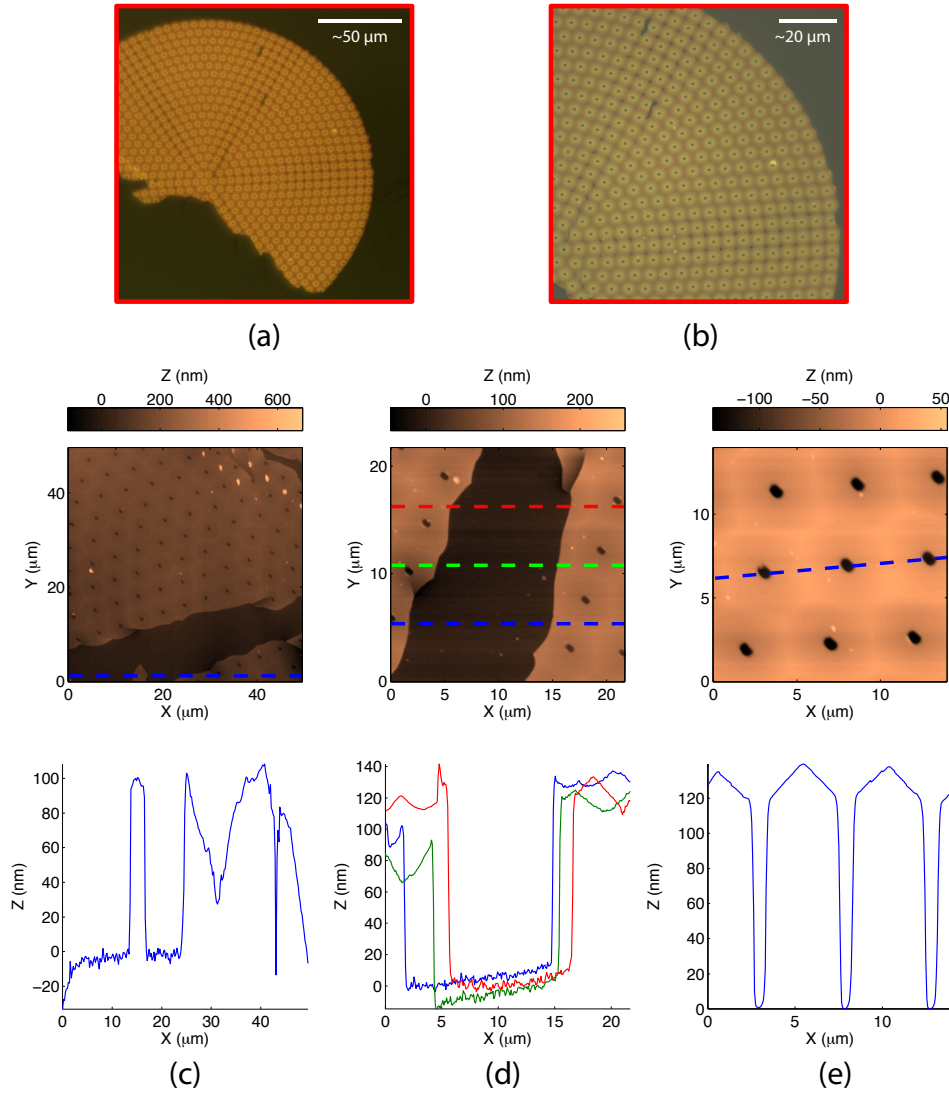 ~50 µm
~20 µm
(a)
(b)
Z (nm)
0 200 400 600
Z (nm)
0 100 200
Z (nm)
−100 −50 0 50
Y (µm)
40
20
0
0 20 40
X (µm)
Y (µm)
20
10
0
0 5 10 15 20
X (µm)
Y (µm)
10
5
0
0 5 10
X (µm)
Z (nm)
100
80
60
40
20
0
−20
0 10 20 30 40
X (µm)
Z (nm)
140
120
100
80
60
40
20
0
0 5 10 15 20
X (µm)
Z (nm)
120
100
80
60
40
20
0
0 5 10
X (µm)
(c)
(d)
(e)